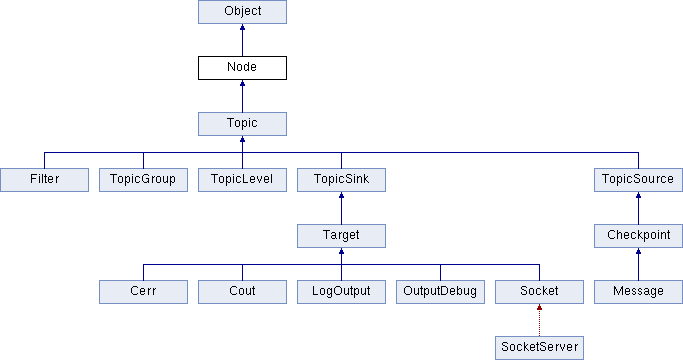 Object
Node
Topic
Filter
TopicGroup
TopicLevel
TopicSink
TopicSource
Target
Checkpoint
Cerr
Cout
LogOutput
OutputDebug
Socket
Message
SocketServer